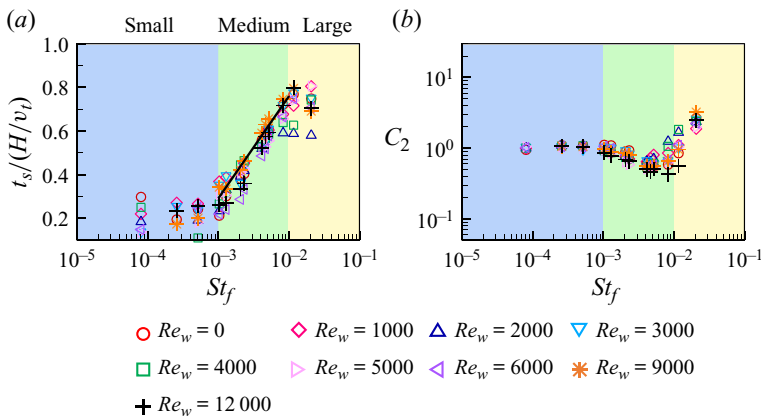 (a) Small Medium Large (b)
1.0
0.8
0.6
0.4
0.2
t_s/(H/v_t)
10^−5 10^−4 10^−3 10^−2 10^−1
St_f
10^1
10^0
10^−1
C_2
10^−5 10^−4 10^−3 10^−2 10^−1
St_f
Re_w = 0 Re_w = 1000 Re_w = 2000 Re_w = 3000
Re_w = 4000 Re_w = 5000 Re_w = 6000 Re_w = 9000
Re_w = 12 000